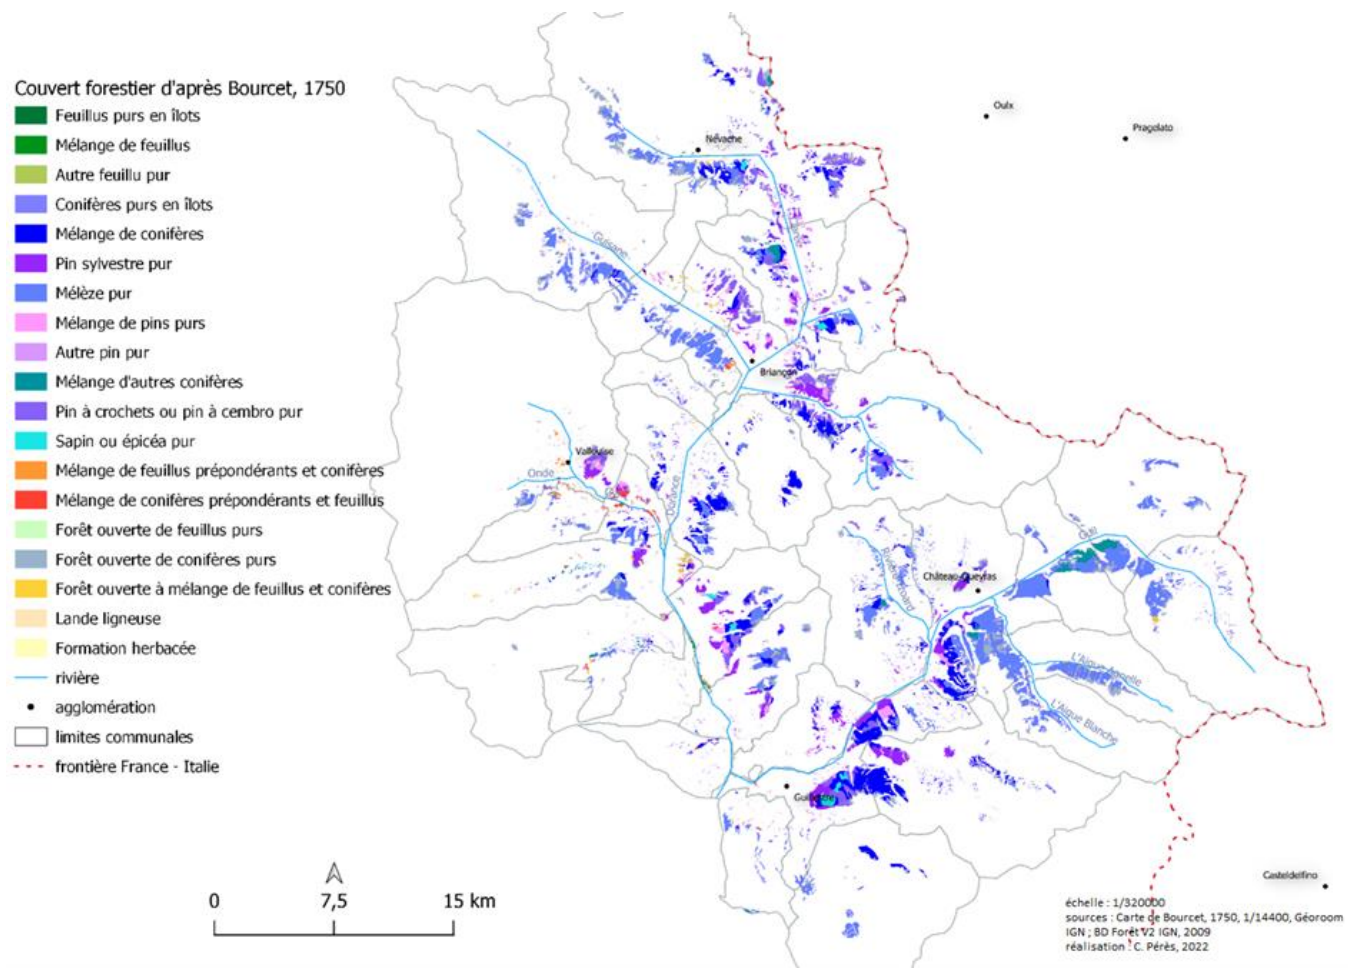 Couvert forestier d'après Bourcet, 1750
Feuillus purs en îlots
Mélange de feuillus
Autre feuillu pur
Conifères purs en îlots
Mélange de conifères
Pin sylvestre pur
Mélèze pur
Mélange de pins purs
Autre pin pur
Mélange d'autres conifères
Pin à crochets ou pin à cembro pur
Sapin ou épicéa pur
Mélange de feuillus prépondérants et conifères
Mélange de conifères prépondérants et feuillus
Forêt ouverte de feuillus purs
Forêt ouverte de conifères purs
Forêt ouverte à mélange de feuillus et conifères
Lande ligneuse
Formation herbacée
rivière
agglomération
limites communales
frontière France - Italie
0 7,5 15 km
Oulx
Pragelato
Névache
Guisane
Briançon
Vallouise
Onde
Durance
Guil
Château-Queyras
L'Aigue Agnelle
L'Aigue Blanche
Guillestre
Casteldelfino
échelle : 1/320000
sources : Carte de Bourcet, 1750, 1/14400, Géoroom
IGN ; BD Forêt V2 IGN, 2009
réalisation : C. Pérès, 2022